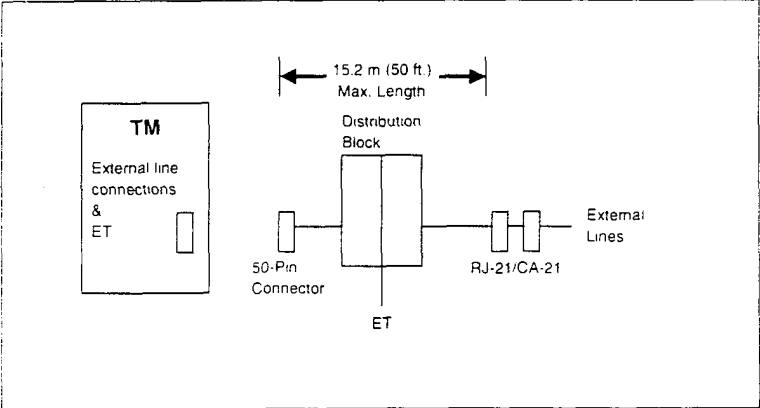 15.2 m (50 ft.)
Max. Length
TM
External line
connections
&
ET
Distribution
Block
50-Pin
Connector
ET
RJ-21/CA-21
External
Lines